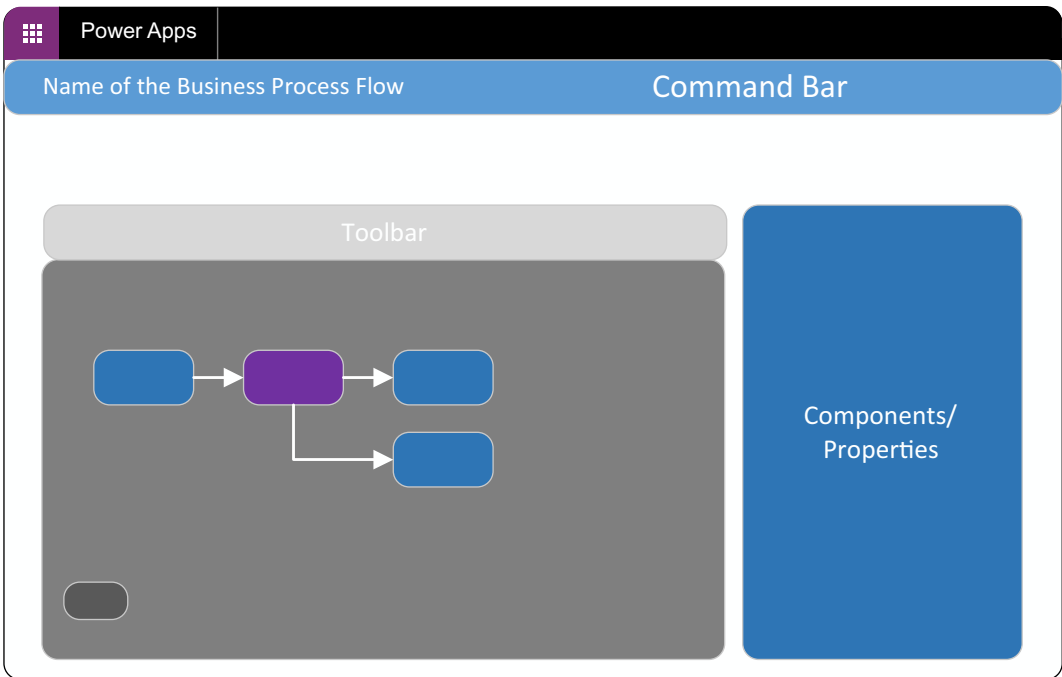 Power Apps
Name of the Business Process Flow
Command Bar
Toolbar
Components/
Properties